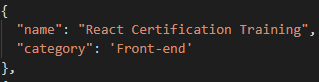 {
"name": "React Certification Training",
"category": 'Front-end'
},